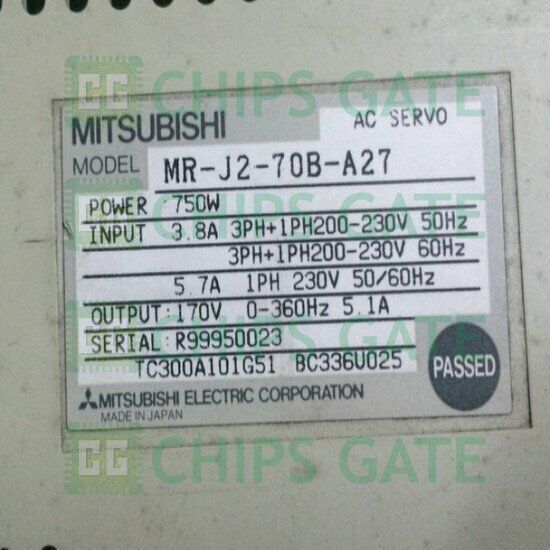 CHIPS GATE
MITSUBISHI
AC SERVO
MODEL MR-J2-70B-A27
POWER :750W
INPUT 3.8A 3PH+1PH200-230V 50Hz
3PH+1PH200-230V 60Hz
5.7A 1PH 230V 50/60Hz
OUTPUT:170V 0-360Hz 5.1A
SERIAL:R99950023
TC300A101G51 BC336U025
PASSED
MITSUBISHI ELECTRIC CORPORATION
MADE IN JAPAN
CHIPS GATE